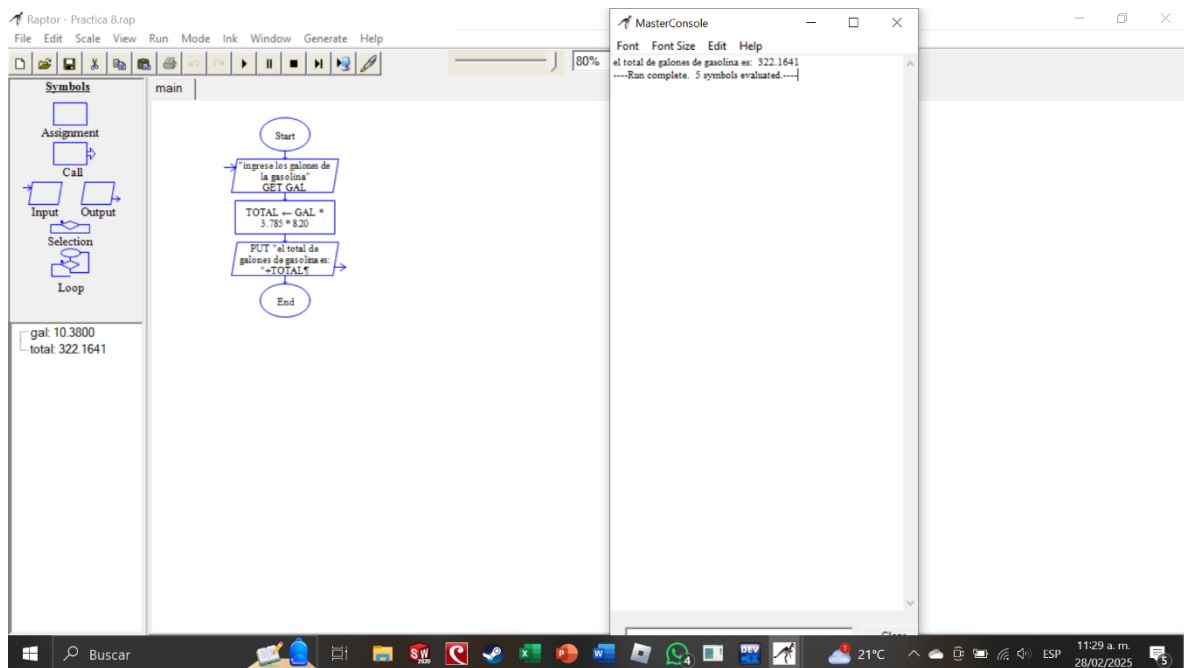 Raptor - Practica 8.rap
File Edit Scale View Run Mode Ink Window Generate Help
80%
Symbols
Assignment
Call
Input Output
Selection
Loop
gal: 10.3800
total: 322.1641
main
Start
"ingrese los galones de
la gasolina"
GET GAL
TOTAL ← GAL *
3.785 * 8.20
PUT "el total de
galones de gasolina es:
"+TOTAL¶
End
MasterConsole
Font Font Size Edit Help
el total de galones de gasolina es: 322.1641
----Run complete. 5 symbols evaluated.----
Clear
Buscar
21°C
ESP
11:29 a. m.
28/02/2025